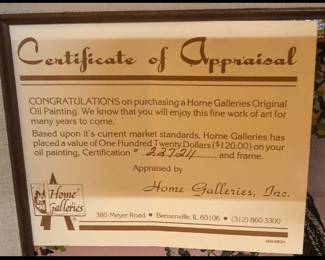 Certificate of Appraisal
CONGRATULATIONS on purchasing a Home Galleries Original
Oil Painting. We know that you will enjoy this fine work of art for
many years to come.
Based upon it's current market standards, Home Galleries has
placed a value of One Hundred Twenty Dollars ($120.00) on your
oil painting, Certification # 22724, and frame.
Appraised by
Home Galleries, Inc.
Home
Galleries
380 Meyer Road • Bensenville, IL 60106 • (312) 860-3300